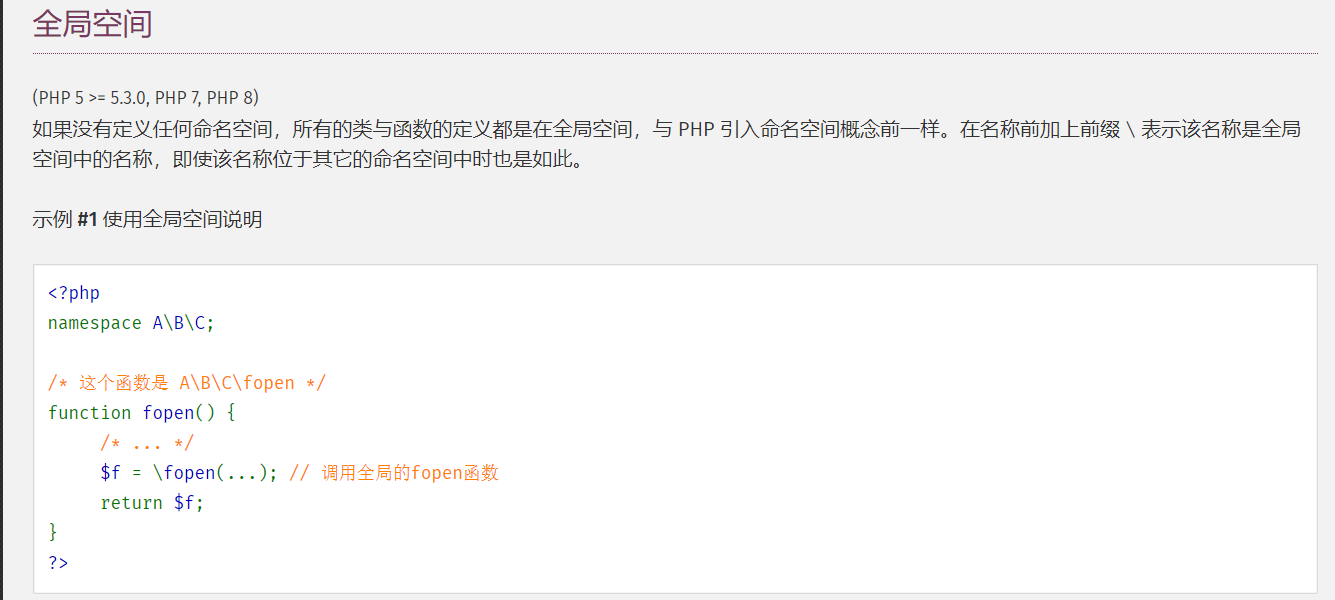 全局空间
(PHP 5 >= 5.3.0, PHP 7, PHP 8)
如果没有定义任何命名空间，所有的类与函数的定义都是在全局空间，与 PHP 引入命名空间概念前一样。在名称前加上前缀 \ 表示该名称是全局
空间中的名称，即使该名称位于其它的命名空间中时也是如此。
示例 #1 使用全局空间说明
<?php
namespace A\B\C;
/* 这个函数是 A\B\C\fopen */
function fopen() {
/* ... */
$f = \fopen(...); // 调用全局的fopen函数
return $f;
}
?>